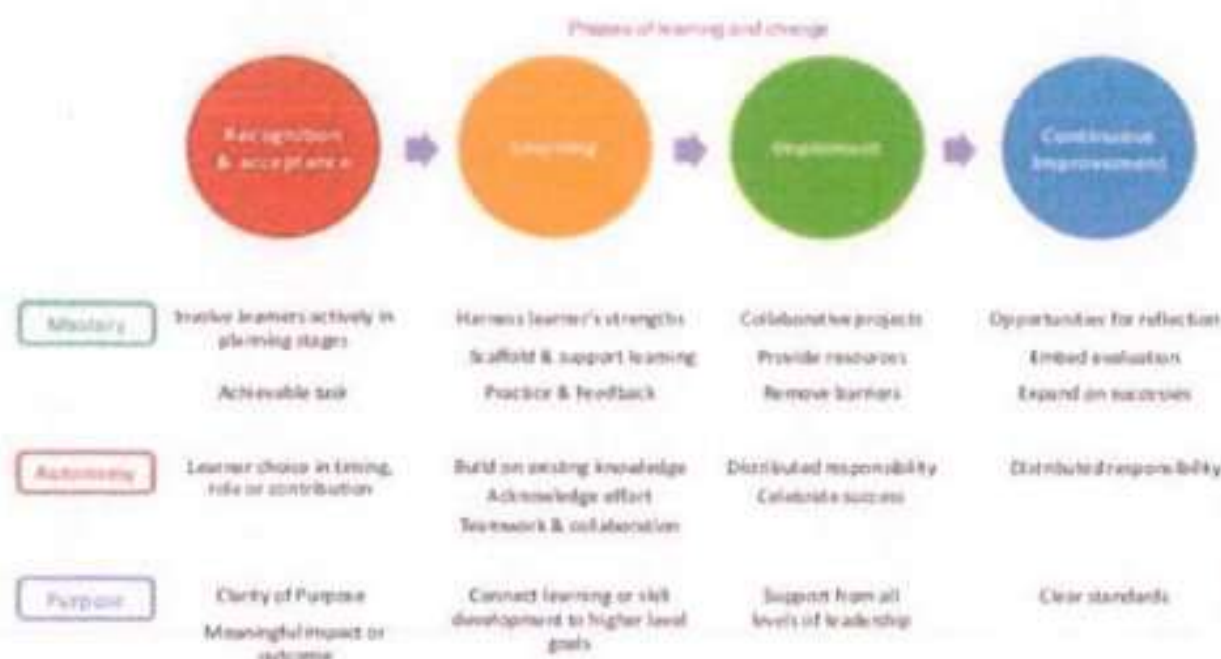 Phases of learning and change
Recognition
& acceptance
Learning
Implement
Continuous
Improvement
Mastery
Involve learners actively in
planning stages
Achievable task
Harness learner's strengths
Scaffold & support learning
Practice & Feedback
Collaborative projects
Provide resources
Remove barriers
Opportunities for reflection
Embed evaluation
Expand on successes
Autonomy
Learner choice in timing,
role or contribution
Build on existing knowledge
Acknowledge effort
Teamwork & collaboration
Distributed responsibility
Celebrate success
Distributed responsibility
Purpose
Clarity of Purpose
Meaningful impact or
outcome
Connect learning or skill
development to higher level
goals
Support from all
levels of leadership
Clear standards